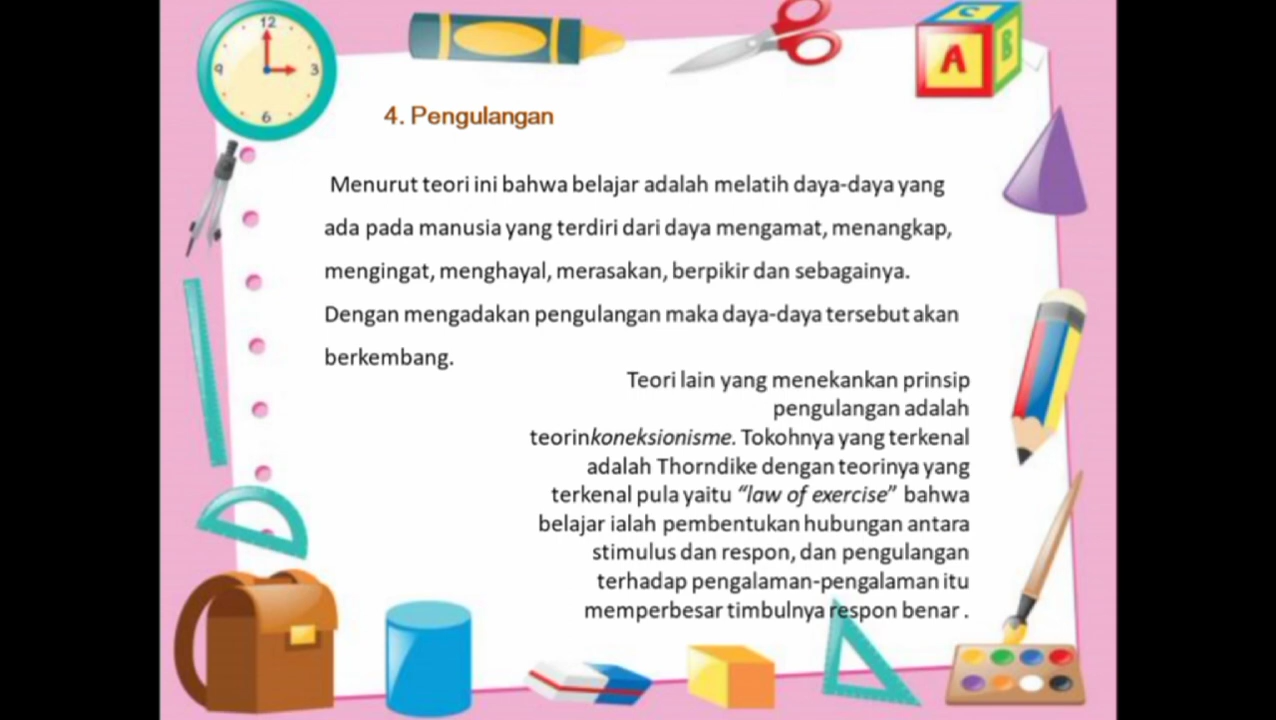 12
9
3
6
C
A
B
4. Pengulangan
Menurut teori ini bahwa belajar adalah melatih daya-daya yang
ada pada manusia yang terdiri dari daya mengamat, menangkap,
mengingat, menghayal, merasakan, berpikir dan sebagainya.
Dengan mengadakan pengulangan maka daya-daya tersebut akan
berkembang.
Teori lain yang menekankan prinsip
pengulangan adalah
teorinkoneksionisme. Tokohnya yang terkenal
adalah Thorndike dengan teorinya yang
terkenal pula yaitu “law of exercise” bahwa
belajar ialah pembentukan hubungan antara
stimulus dan respon, dan pengulangan
terhadap pengalaman-pengalaman itu
memperbesar timbulnya respon benar .